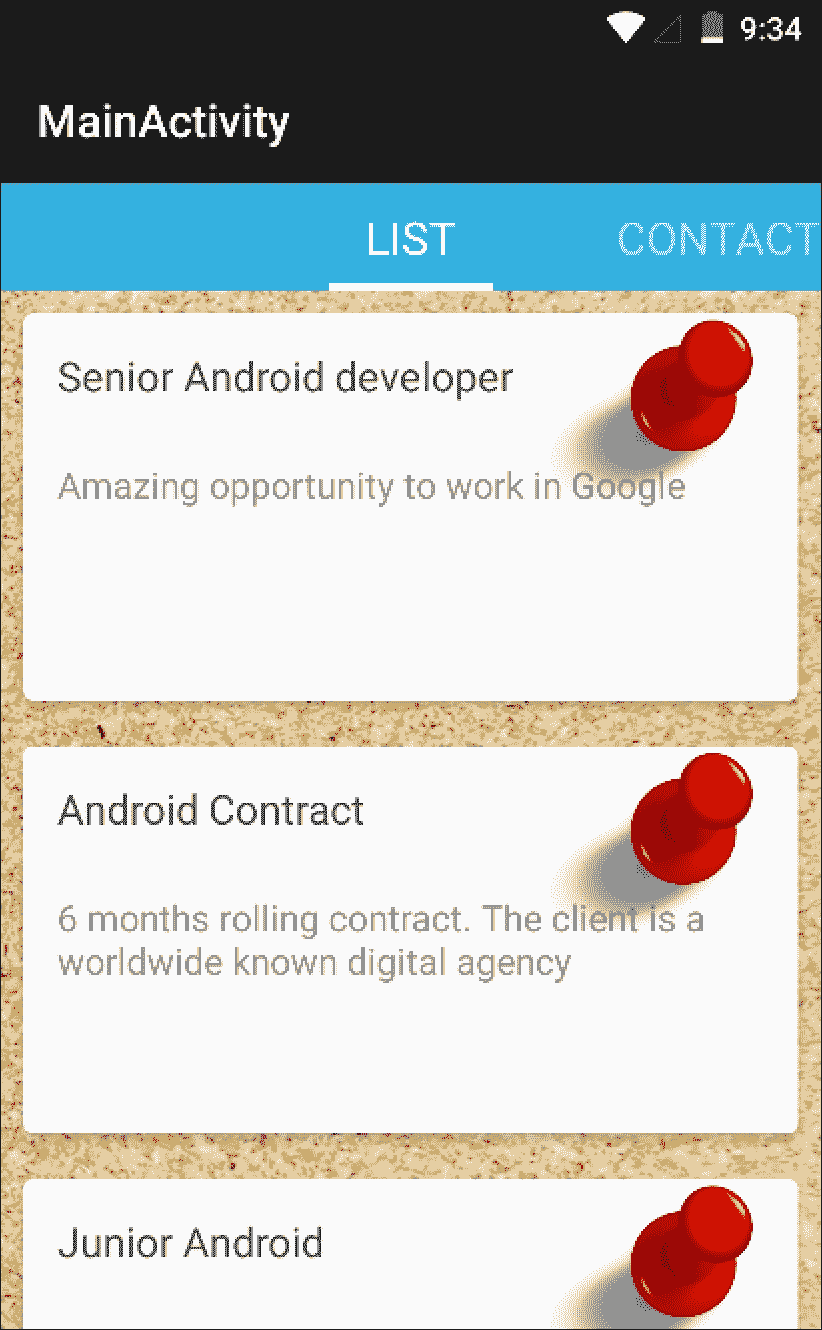 9:34
MainActivity
LIST
CONTACT
Senior Android developer
Amazing opportunity to work in Google
Android Contract
6 months rolling contract. The client is a
worldwide known digital agency
Junior Android